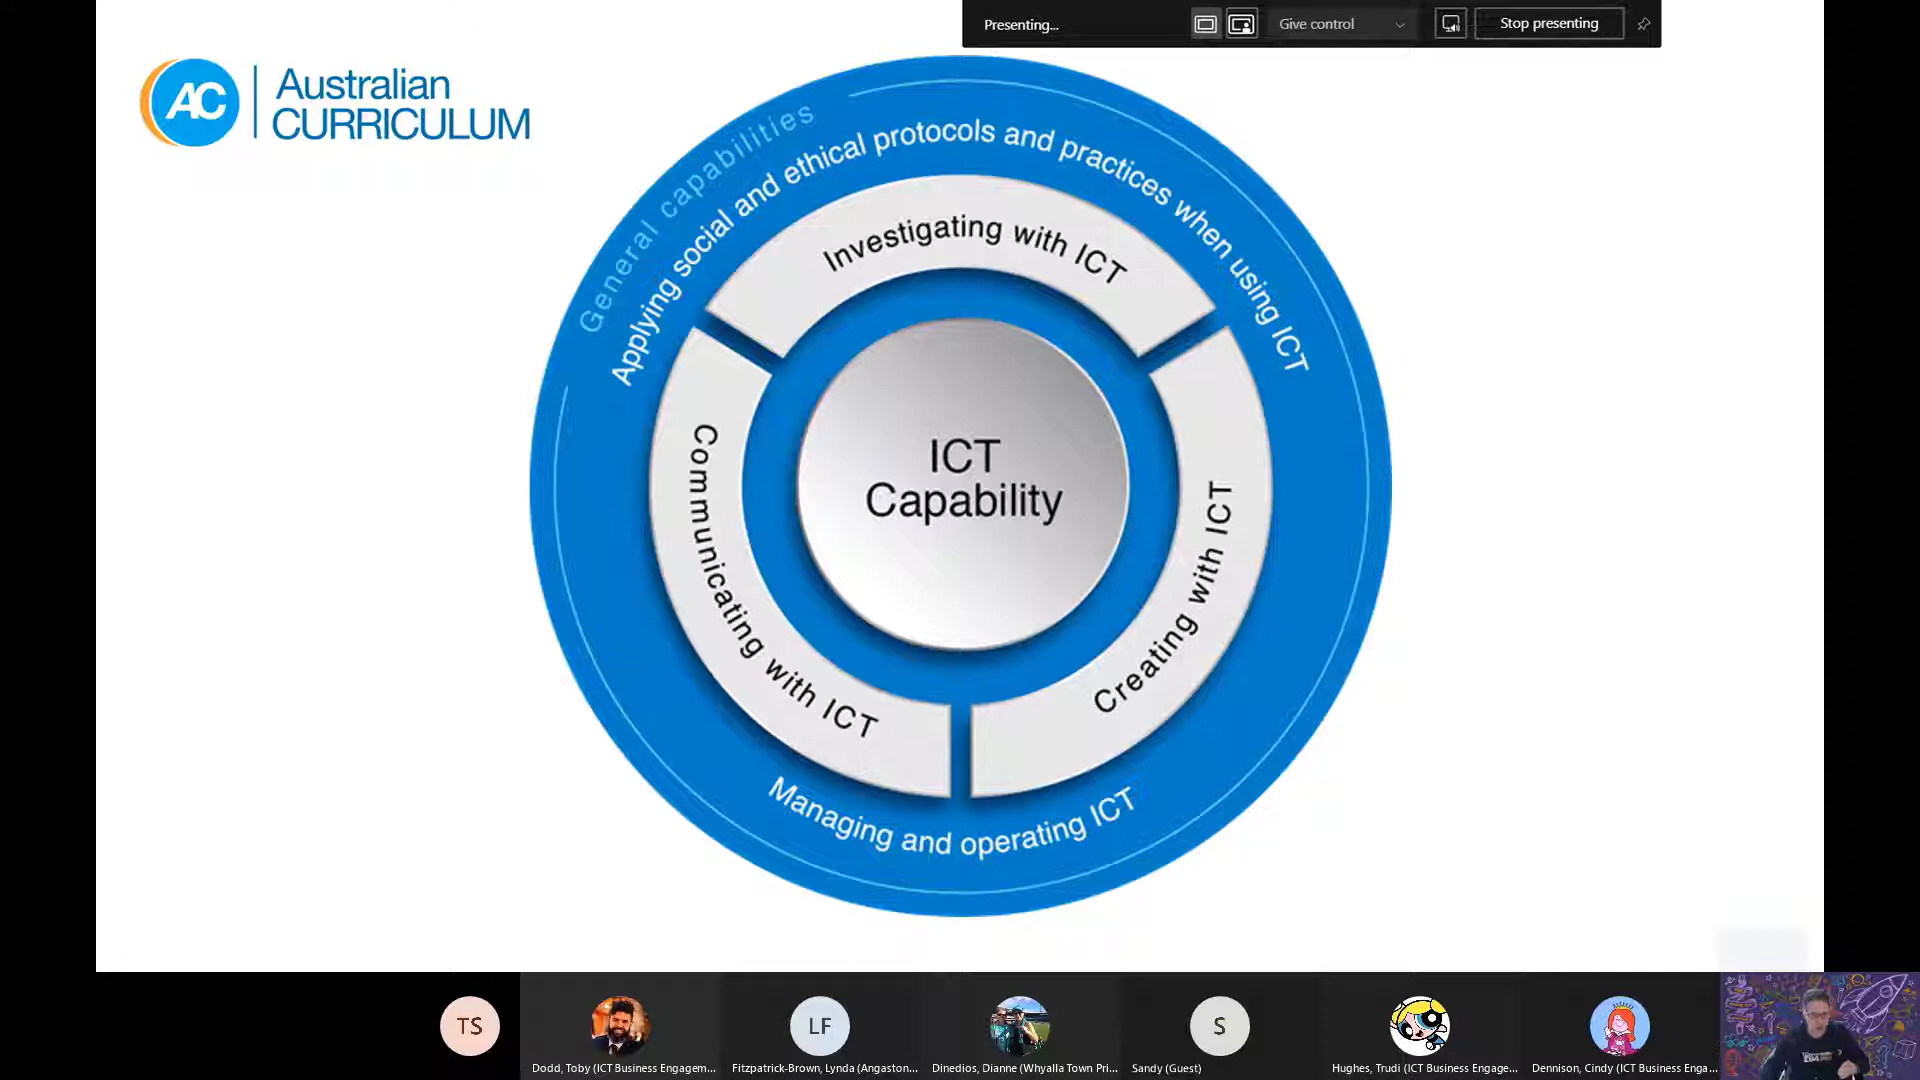 Presenting...
Give control
Stop presenting
AC
Australian
CURRICULUM
General capabilities
Applying social and ethical protocols and practices when using ICT
Investigating with ICT
ICT
Capability
Communicating with ICT
Creating with ICT
Managing and operating ICT
TS
LF
S
Dodd, Toby (ICT Business Engagem...
Fitzpatrick-Brown, Lynda (Angaston...
Dinedios, Dianne (Whyalla Town Pri...
Sandy (Guest)
Hughes, Trudi (ICT Business Engage...
Dennison, Cindy (ICT Business Enga...